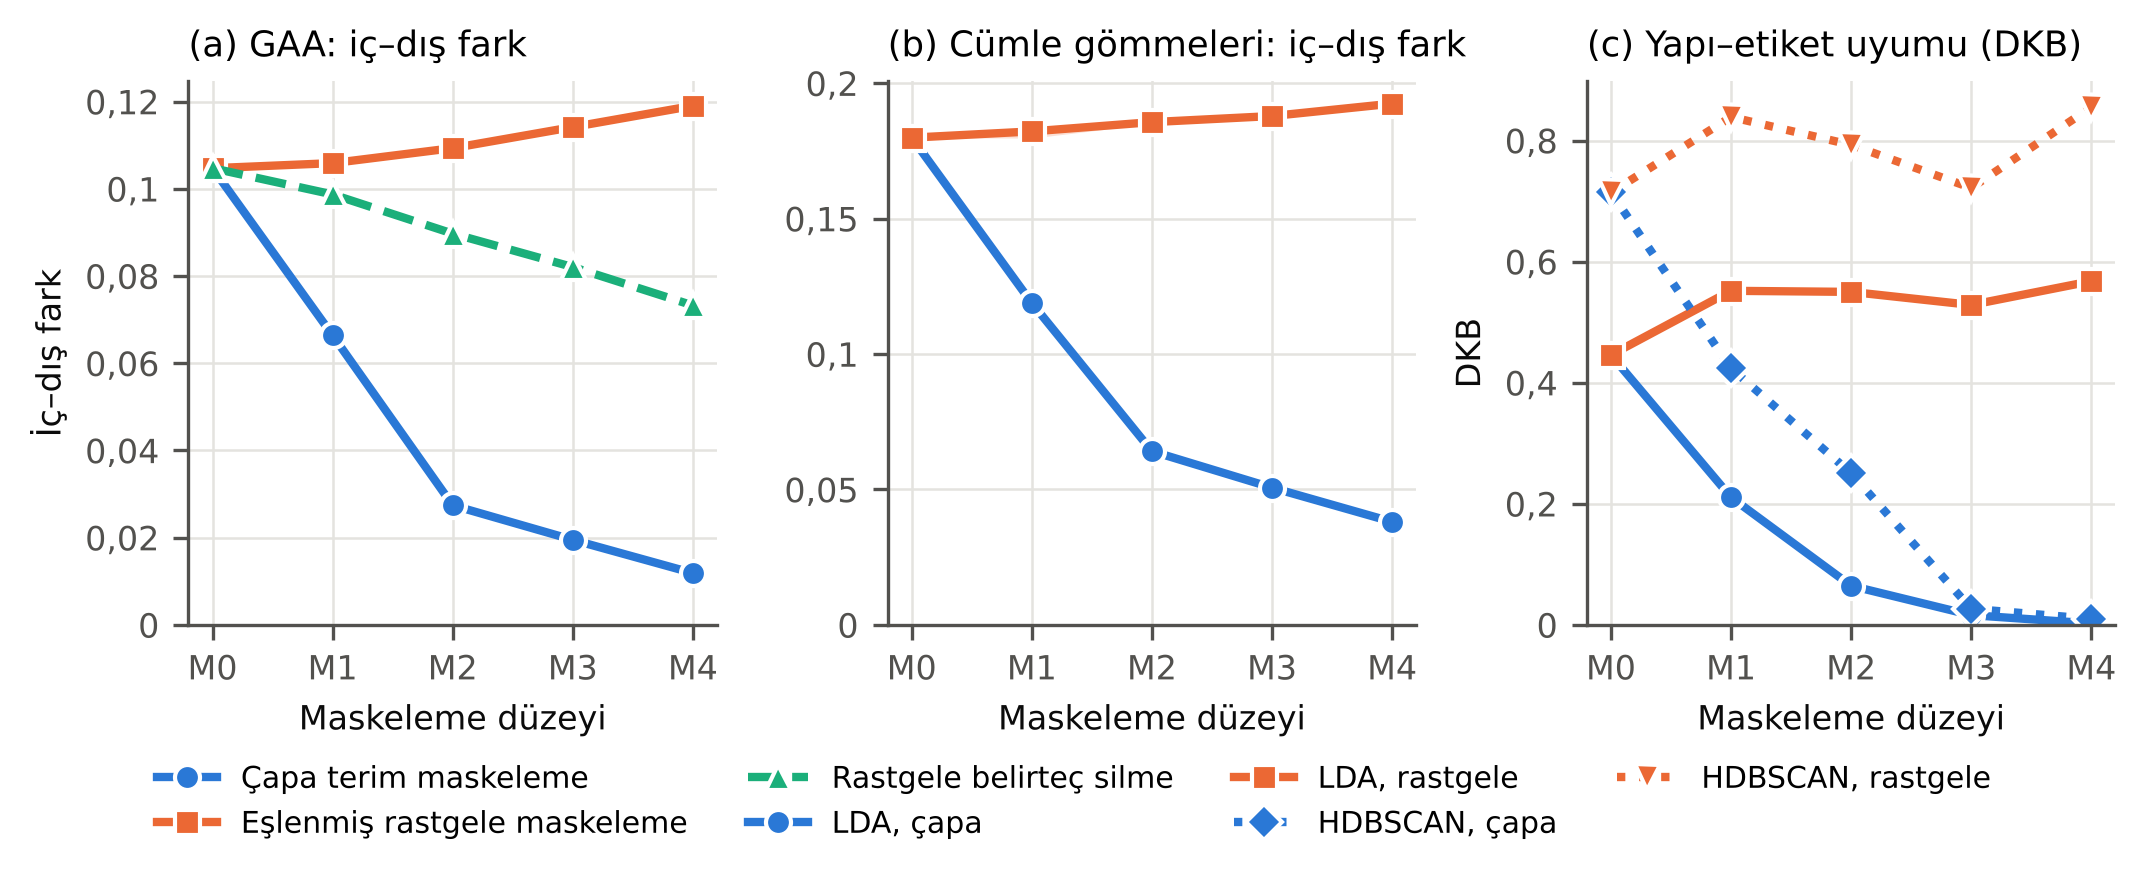 (a) GAA: iç–dış fark
(b) Cümle gömmeleri: iç–dış fark
(c) Yapı–etiket uyumu (DKB)
İç–dış fark
0,12
0,1
0,08
0,06
0,04
0,02
0
M0 M1 M2 M3 M4
Maskeleme düzeyi
0,2
0,15
0,1
0,05
0
M0 M1 M2 M3 M4
Maskeleme düzeyi
DKB
0,8
0,6
0,4
0,2
0
M0 M1 M2 M3 M4
Maskeleme düzeyi
Çapa terim maskeleme
Eşlenmiş rastgele maskeleme
Rastgele belirteç silme
LDA, çapa
LDA, rastgele
HDBSCAN, çapa
HDBSCAN, rastgele